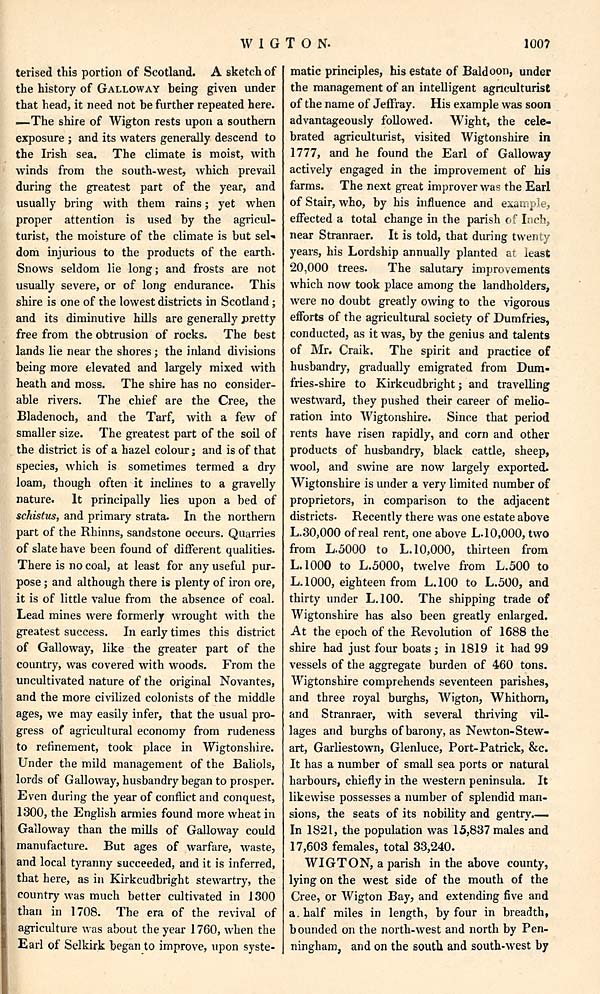 WIGTON.
1007
terised this portion of Scotland. A sketch of
the history of GALLOWAY being given under
that head, it need not be further repeated here.
—The shire of Wigton rests upon a southern
exposure ; and its waters generally descend to
the Irish sea. The climate is moist, with
winds from the south-west, which prevail
during the greatest part of the year, and
usually bring with them rains ; yet when
proper attention is used by the agricul-
turist, the moisture of the climate is but sel-
dom injurious to the products of the earth.
Snows seldom lie long ; and frosts are not
usually severe, or of long endurance. This
shire is one of the lowest districts in Scotland ;
and its diminutive hills are generally pretty
free from the obtrusion of rocks. The best
lands lie near the shores ; the inland divisions
being more elevated and largely mixed with
heath and moss. The shire has no consider-
able rivers. The chief are the Cree, the
Bladenoch, and the Tarf, with a few of
smaller size. The greatest part of the soil of
the district is of a hazel colour ; and is of that
species, which is sometimes termed a dry
loam, though often it inclines to a gravelly
nature. It principally lies upon a bed of
schistus, and primary strata. In the northern
part of the Rhinns, sandstone occurs. Quarries
of slate have been found of different qualities.
There is no coal, at least for any useful pur-
pose ; and although there is plenty of iron ore,
it is of little value from the absence of coal.
Lead mines were formerly wrought with the
greatest success. In early times this district
of Galloway, like the greater part of the
country, was covered with woods. From the
uncultivated nature of the original Novantes,
and the more civilized colonists of the middle
ages, we may easily infer, that the usual pro-
gress of agricultural economy from rudeness
to refinement, took place in Wigtonshire.
Under the mild management of the Baliols,
lords of Galloway, husbandry began to prosper.
Even during the year of conflict and conquest,
1300, the English armies found more wheat in
Galloway than the mills of Galloway could
manufacture. But ages of warfare, waste,
and local tyranny succeeded, and it is inferred,
that here, as in Kirkcudbright stewartry, the
country was much better cultivated in 1300
than in 1708. The era of the revival of
agriculture was about the year 1760, when the
Earl of Selkirk began to improve, upon syste-
matic principles, his estate of Baldoon, under
the management of an intelligent agriculturist
of the name of Jeffray. His example was soon
advantageously followed. Wight, the cele-
brated agriculturist, visited Wigtonshire in
1777, and he found the Earl of Galloway
actively engaged in the improvement of his
farms. The next great improver was the Earl
of Stair, who, by his influence and example,
effected a total change in the parish of Inch,
near Stranraer. It is told, that during twenty
years, his Lordship annually planted at least
20,000 trees. The salutary improvements
which now took place among the landholders,
were no doubt greatly owing to the vigorous
efforts of the agricultural society of Dumfries,
conducted, as it was, by the genius and talents
of Mr. Craik. The spirit and practice of
husbandry, gradually emigrated from Dum-
fries-shire to Kirkcudbright ; and travelling
westward, they pushed their career of melio-
ration into Wigtonshire. Since that period
rents have risen rapidly, and corn and other
products of husbandry, black cattle, sheep,
wool, and swine are now largely exported.
Wigtonshire is under a very limited number of
proprietors, in comparison to the adjacent
districts. Recently there was one estate above
L.30,000 of real rent, one above L.10,000, two
from L.5000 to L.10,000, thirteen from
L.1000 to L.5000, twelve from L.500 to
L.1000, eighteen from L.100 to L.500, and
thirty under L.100. The shipping trade of
Wigtonshire has also been greatly enlarged.
At the epoch of the Revolution of 1688 the
shire had just four boats ; in 1819 it had 99
vessels of the aggregate burden of 460 tons.
Wigtonshire comprehends seventeen parishes,
and three royal burghs, Wigton, Whithorn,
and Stranraer, with several thriving vil-
lages and burghs of barony, as Newton-Stew-
art, Garliestown, Glenluce, Port-Patrick, &c.
It has a number of small sea ports or natural
harbours, chiefly in the western peninsula. It
likewise possesses a number of splendid man-
sions, the seats of its nobility and gentry.—
In 1821, the population was 15,837 males and
17,603 females, total 33,240.
WIGTON, a parish in the above county,
lying on the west side of the mouth of the
Cree, or Wigton Bay, and extending five and
a half miles in length, by four in breadth,
bounded on the north-west and north by Pen-
ningham, and on the south and south-west by